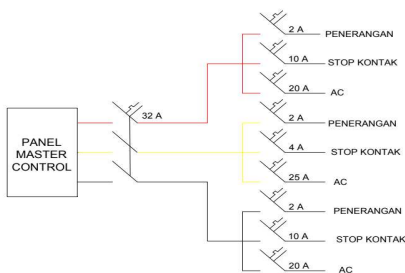 2 A PENERANGAN
10 A STOP KONTAK
20 A AC
32 A
2 A PENERANGAN
4 A STOP KONTAK
25 A AC
2 A PENERANGAN
10 A STOP KONTAK
20 A AC
PANEL
MASTER
CONTROL